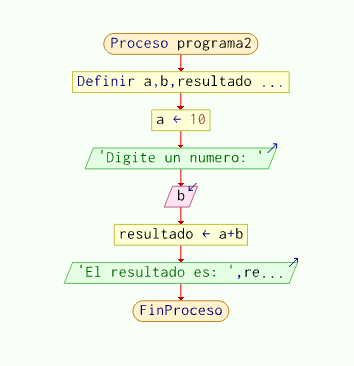 Proceso programa2
Definir a,b,resultado ...
a ← 10
'Digite un numero: '
b
resultado ← a+b
'El resultado es: ',re...
FinProceso